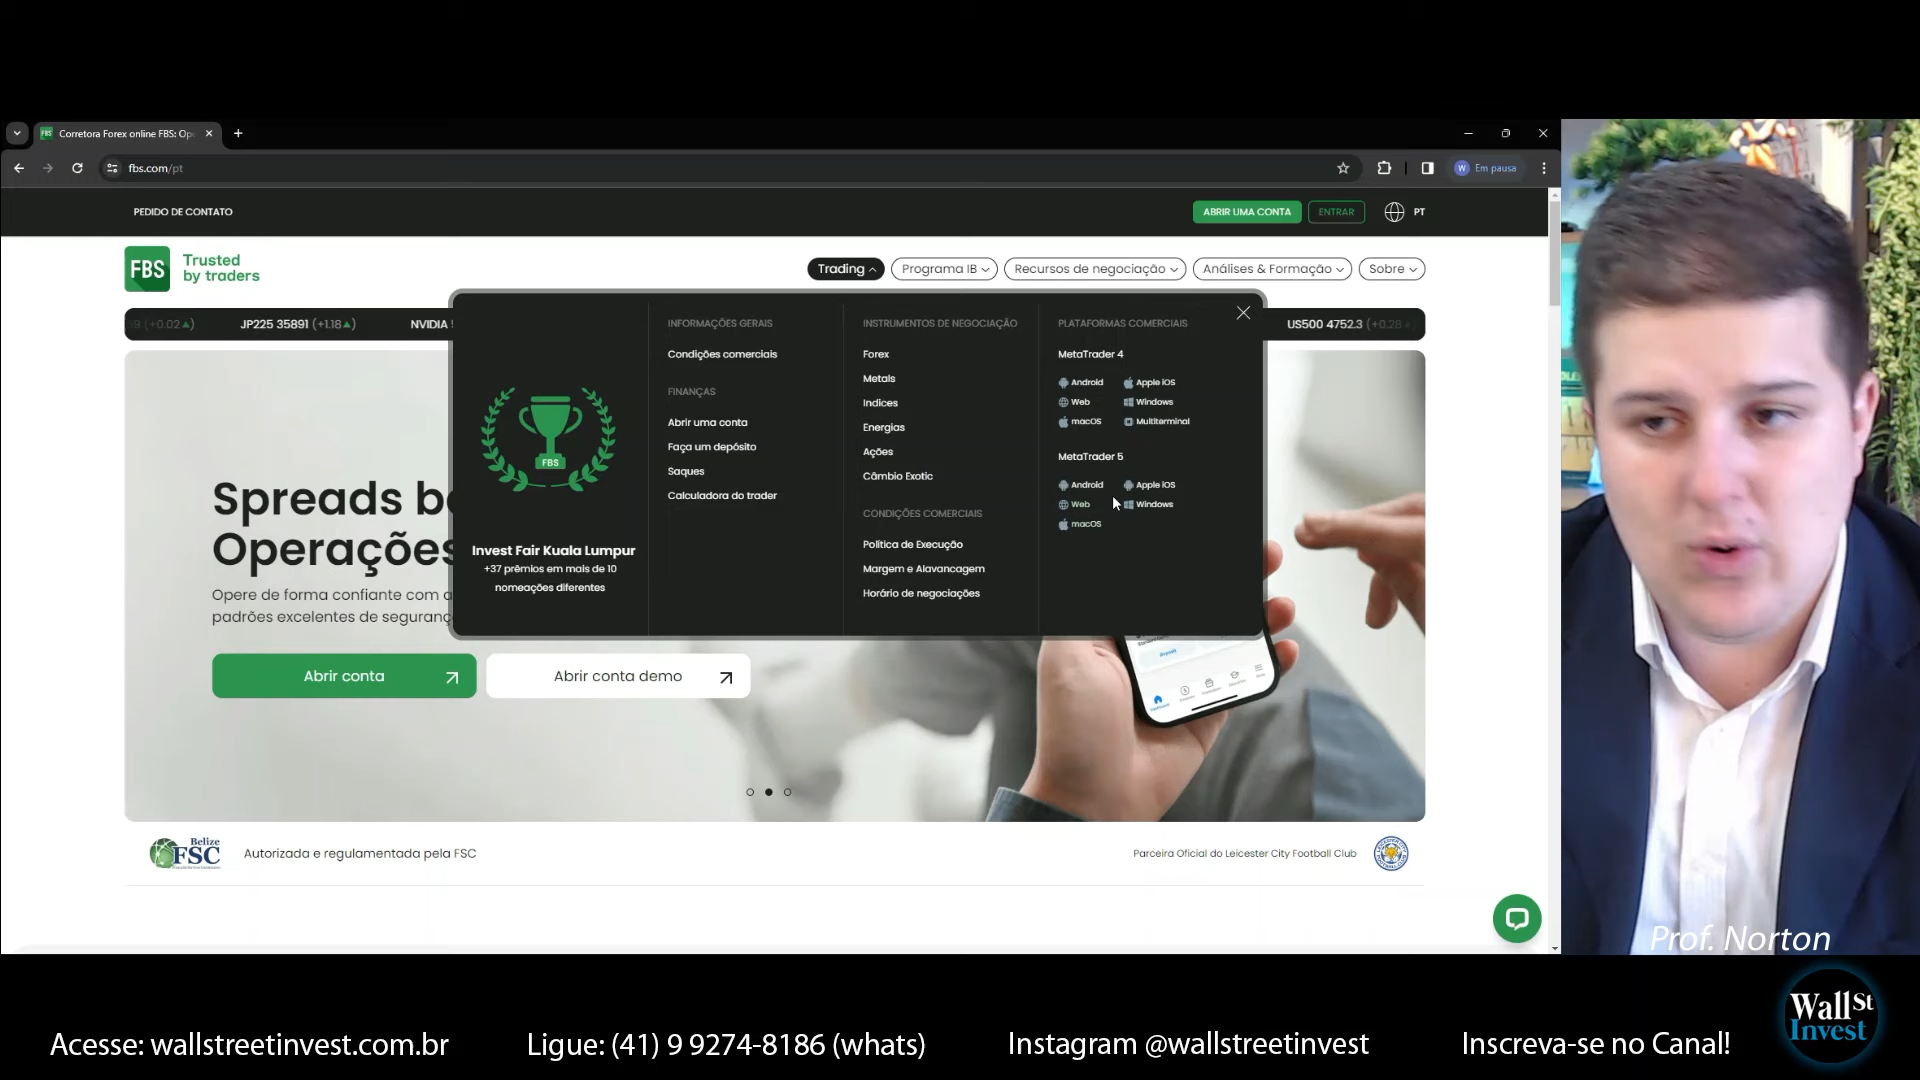 Corretora Forex online FBS: Op
fbs.com/pt
W Em pausa
PEDIDO DE CONTATO
ABRIR UMA CONTA
ENTRAR
PT
FBS
Trusted
by traders
Trading
Programa IB
Recursos de negociação
Análises & Formação
Sobre
(+0.02▲)
JP225 35891 (+1.18▲)
NVIDIA
US500 4752.3 (+0.28
INFORMAÇÕES GERAIS
Condições comerciais
FINANÇAS
Abrir uma conta
Faça um depósito
Saques
Calculadora do trader
INSTRUMENTOS DE NEGOCIAÇÃO
Forex
Metals
Indices
Energias
Ações
Câmbio Exotic
CONDIÇÕES COMERCIAIS
Política de Execução
Margem e Alavancagem
Horário de negociações
PLATAFORMAS COMERCIAIS
MetaTrader 4
Android
Apple iOS
Web
Windows
macOS
Multiterminal
MetaTrader 5
Android
Apple iOS
Web
Windows
macOS
FBS
Invest Fair Kuala Lumpur
+37 prêmios em mais de 10
nomeações diferentes
Spreads b
Operações
Opere de forma confiante com a
padrões excelentes de seguranç
Abrir conta
Abrir conta demo
Belize
FSC
Autorizada e regulamentada pela FSC
Parceira Oficial do Leicester City Football Club
Prof. Norton
Acesse: wallstreetinvest.com.br
Ligue: (41) 9 9274-8186 (whats)
Instagram @wallstreetinvest
Inscreva-se no Canal!
Wall St
Invest